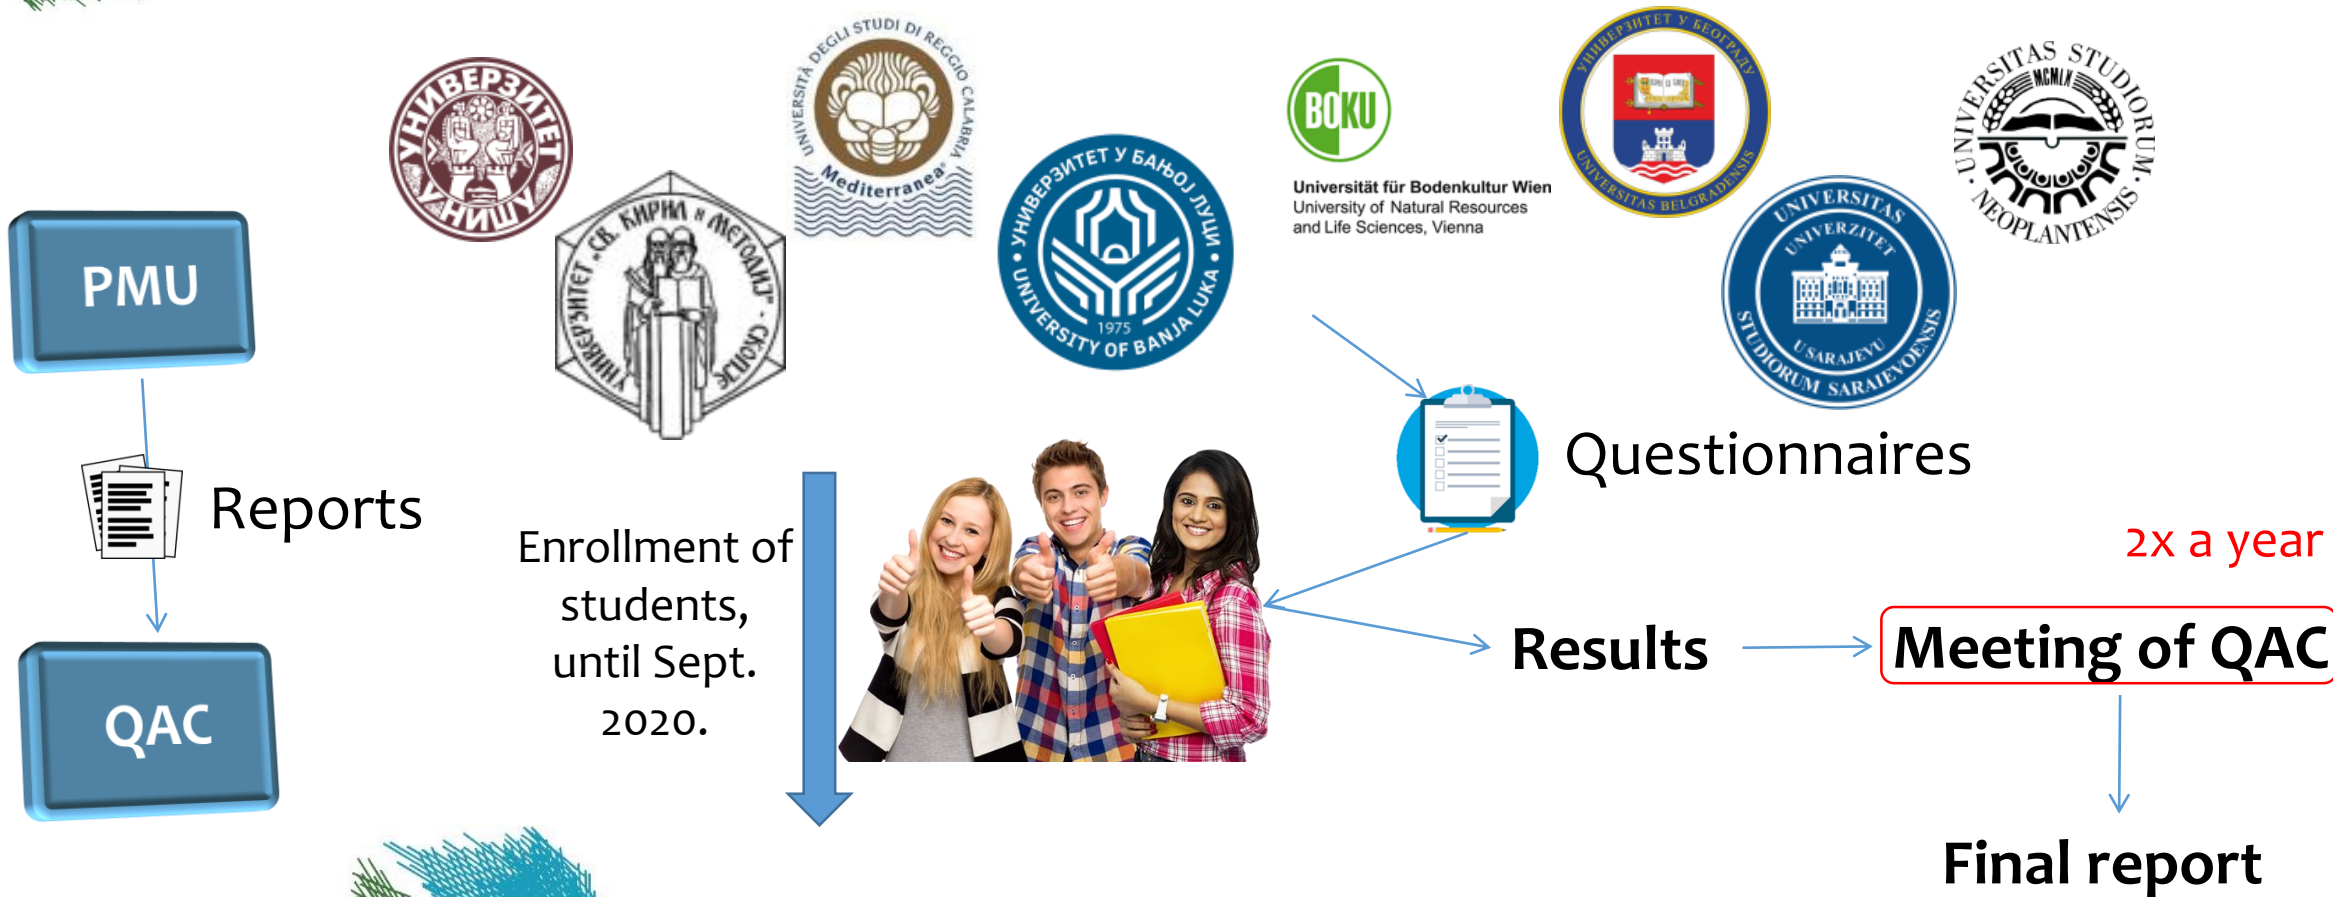 УНИВЕРЗИТЕТ
У НИШУ
УНИВЕРЗИТЕТ „СВ. КИРИЛ и МЕТОДИЈ“ - СКОПЈЕ
UNIVERSITÀ DEGLI STUDI DI REGGIO CALABRIA
Mediterranea
УНИВЕРЗИТЕТ У БАЊОЈ ЛУЦИ
1975
UNIVERSITY OF BANJA LUKA
BOKU
Universität für Bodenkultur Wien
University of Natural Resources
and Life Sciences, Vienna
УНИВЕРЗИТЕТ У БЕОГРАДУ
UNIVERSITAS BELGRADENSIS
UNIVERSITAS
STUDIORUM SARAIEVOENSIS
UNIVERZITET
U SARAJEVU
UNIVERSITAS STUDIORUM
MCMLX
NEOPLANTENSIS
PMU
Reports
QAC
Enrollment of
students,
until Sept.
2020.
Questionnaires
2x a year
Results
Meeting of QAC
Final report